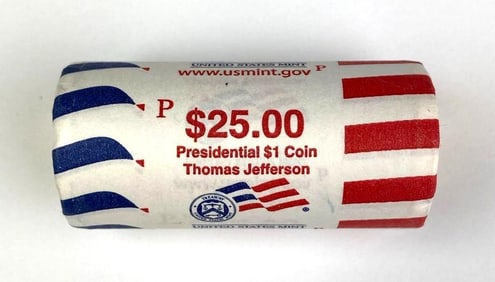 UNITED STATES MINT
www.usmint.gov P
P
$25.00
Presidential $1 Coin
Thomas Jefferson
UNITED STATES MINT